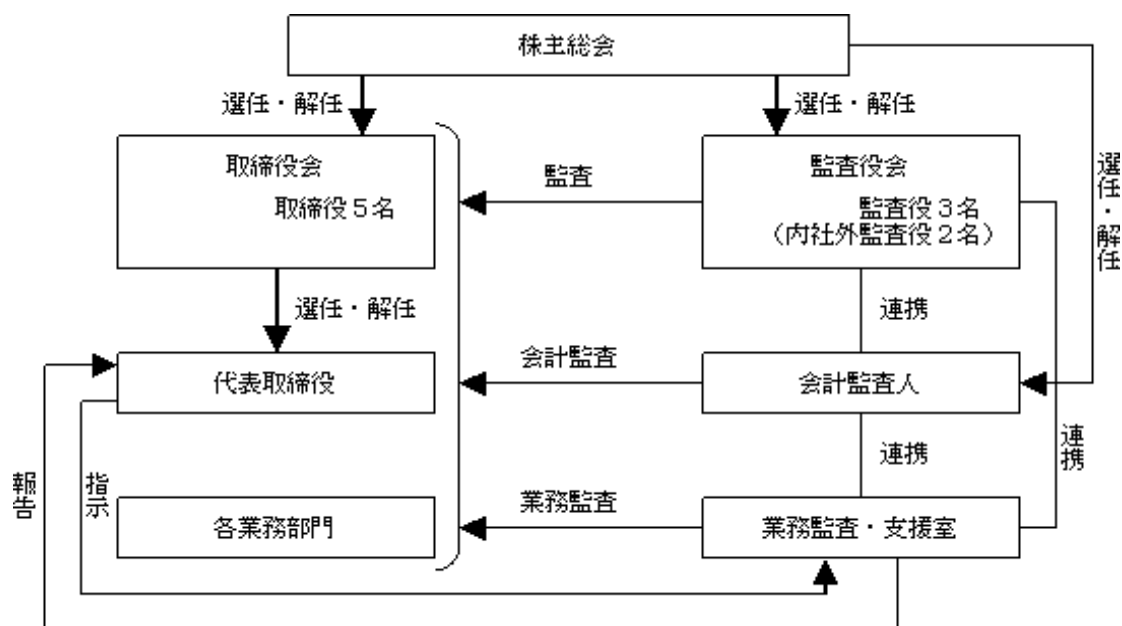 株主総会
選任・解任
選任・解任
取締役会
取締役５名
監査
監査役会
監査役３名
（内社外監査役２名）
選任・解任
選任・解任
連携
代表取締役
会計監査
会計監査人
報告
指示
連携
連携
各業務部門
業務監査
業務監査・支援室